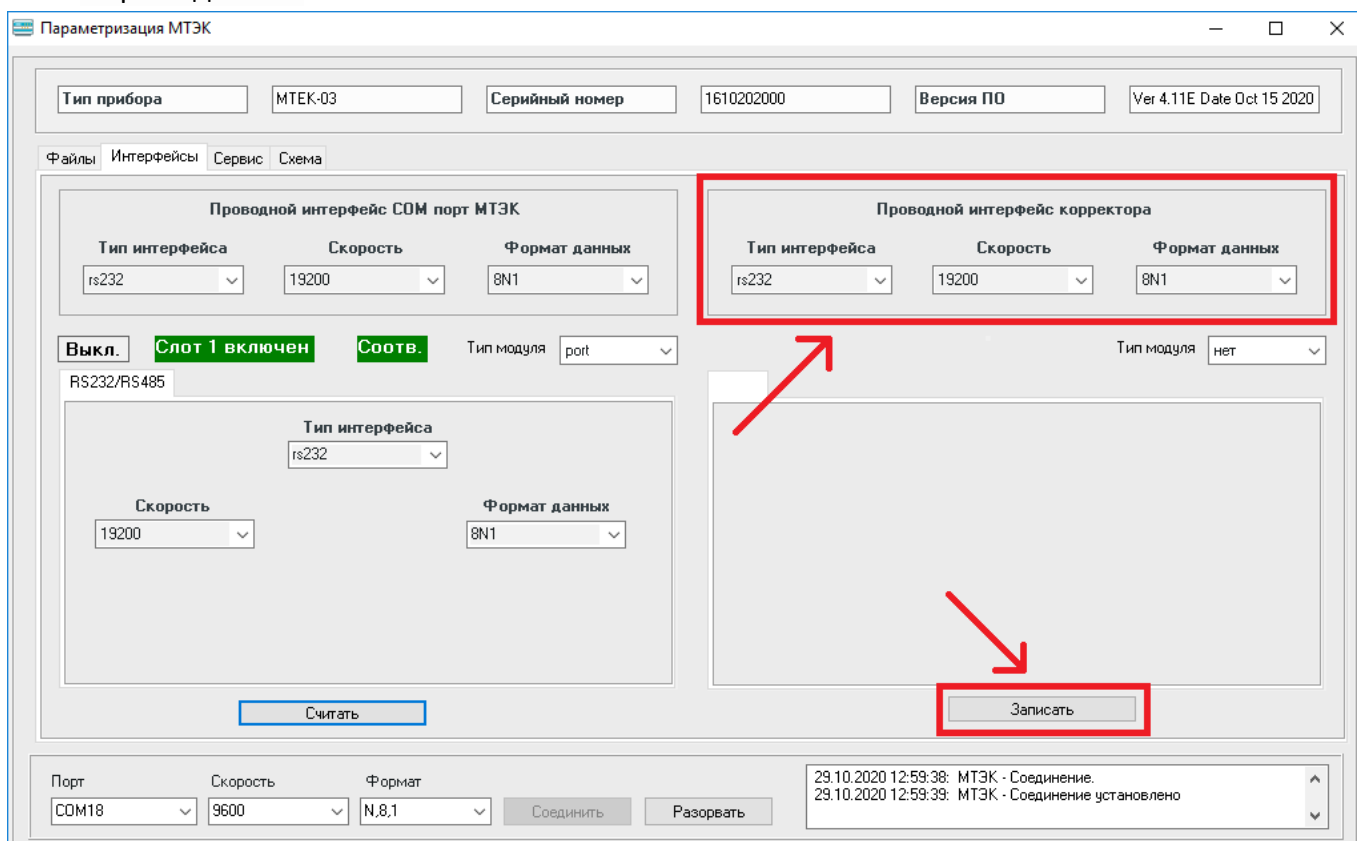 Параметризация МТЭК
Тип прибора MTEK-03 Серийный номер 1610202000 Версия ПО Ver 4.11E Date Oct 15 2020
Файлы Интерфейсы Сервис Схема
Проводной интерфейс COM порт МТЭК
Тип интерфейса Скорость Формат данных
rs232 19200 8N1
Проводной интерфейс корректора
Тип интерфейса Скорость Формат данных
rs232 19200 8N1
Выкл. Слот 1 включен Соотв. Тип модуля port
Тип модуля нет
RS232/RS485
Тип интерфейса
rs232
Скорость Формат данных
19200 8N1
Считать
Записать
Порт Скорость Формат
COM18 9600 N,8,1 Соединить Разорвать
29.10.2020 12:59:38: МТЭК - Соединение.
29.10.2020 12:59:39: МТЭК - Соединение установлено